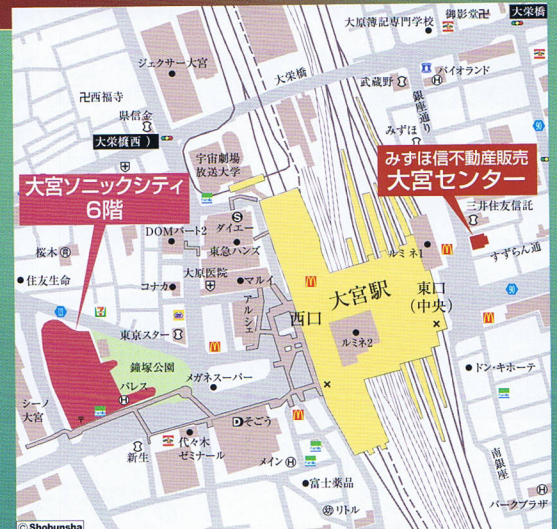 御影堂卍
大栄橋
大原簿記専門学校
ジェクサー大宮
大栄橋
武蔵野
バイオランド
卍西福寺
県信金
銀座通り
みずほ
大栄橋西）
宇宙劇場
放送大学
みずほ信不動産販売
大宮センター
大宮ソニックシティ
6階
三井住友信託
DOMパート2
ダイエー
東急ハンズ
ルミネ1
すずらん通
桜木
住友生命
コナカ
大原医院
マルイ
アルシェ
大宮駅
東口
（中央）
西口
東京スター
ルミネ2
鐘塚公園
パレス
メガネスーパー
ドン・キホーテ
シーノ
大宮
そごう
新生
代々木
ゼミナール
メイン
南銀座
富士薬品
リトル
パークプラザ
© Shobunsha